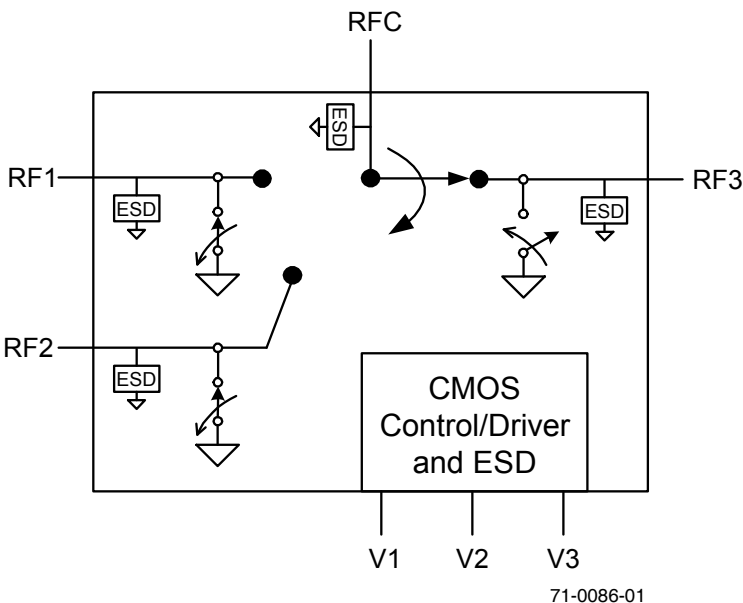 RFC
ESD
RF1
RF3
ESD
ESD
RF2
ESD
CMOS
Control/Driver
and ESD
V1 V2 V3
71-0086-01